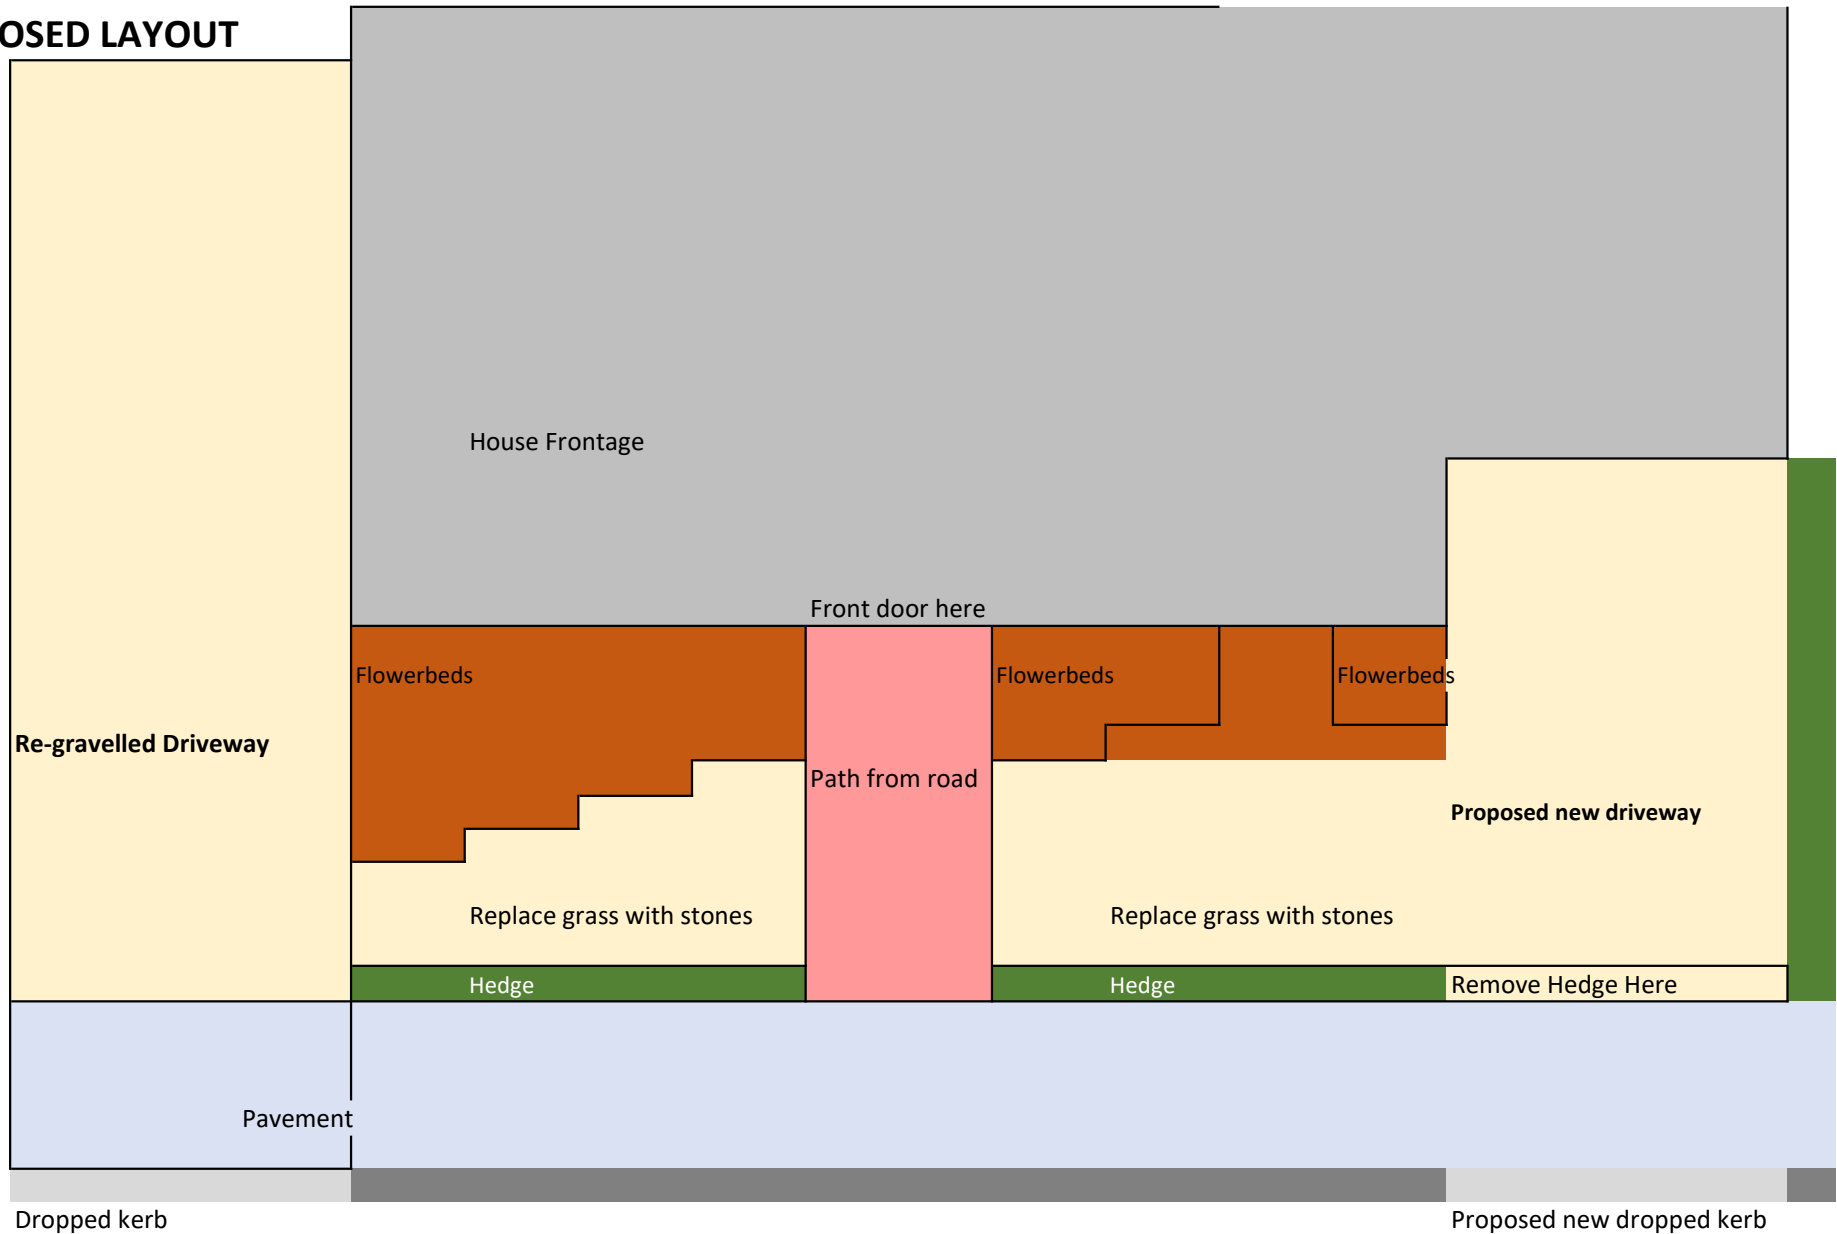 OSED LAYOUT
House Frontage
Front door here
Flowerbeds
Flowerbeds
Flowerbeds
Re-gravelled Driveway
Path from road
Proposed new driveway
Replace grass with stones
Replace grass with stones
Hedge
Hedge
Remove Hedge Here
Pavement
Dropped kerb
Proposed new dropped kerb